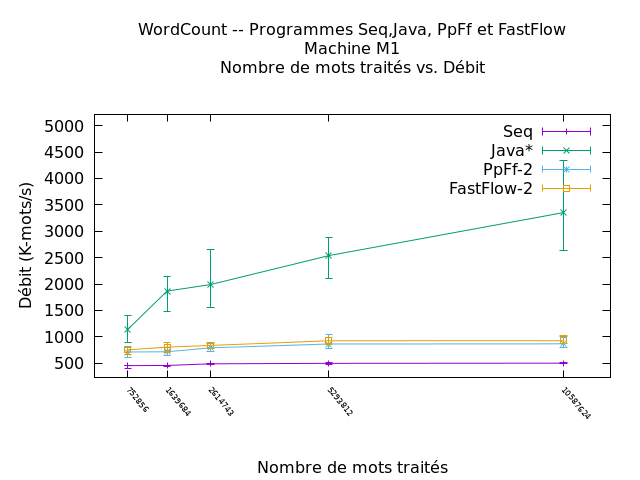 WordCount -- Programmes Seq,Java, PpFf et FastFlow
Machine M1
Nombre de mots traités vs. Débit
Seq
Java*
PpFf-2
FastFlow-2
5000
4500
4000
3500
3000
2500
2000
1500
1000
500
Débit (K-mots/s)
752856
1639684
2614743
5293812
10587624
Nombre de mots traités